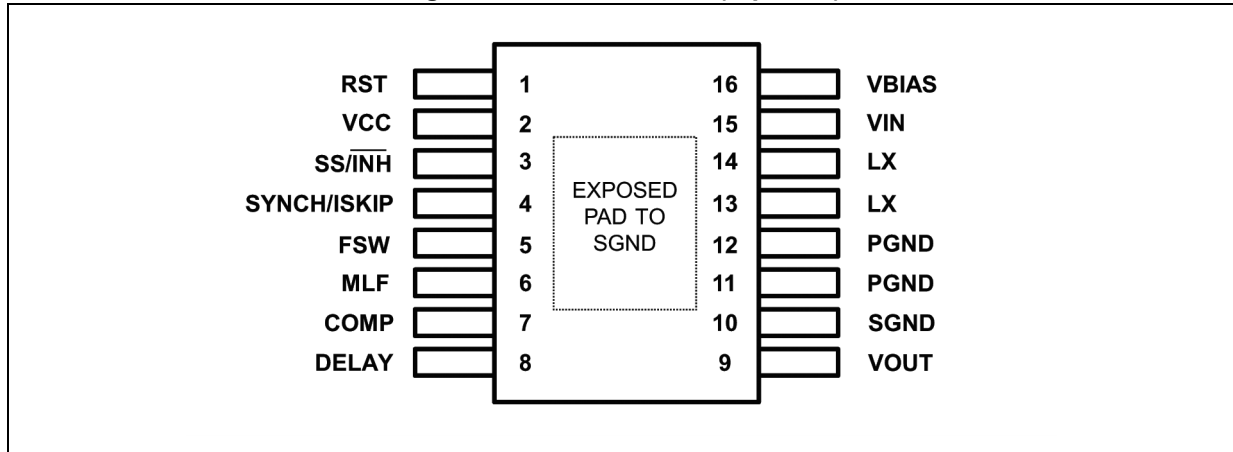 RST 1 16 VBIAS
VCC 2 15 VIN
SS/INH 3 14 LX
SYNCH/ISKIP 4 13 LX
FSW 5 12 PGND
MLF 6 11 PGND
COMP 7 10 SGND
DELAY 8 9 VOUT
EXPOSED
PAD TO
SGND